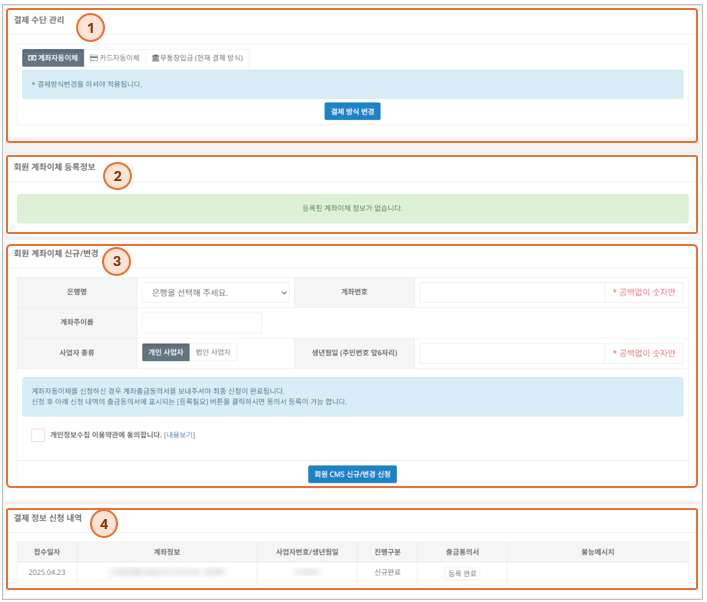 결제 수단 관리
1
계좌자동이체 카드자동이체 무통장입금 (현재 결제 방식)
* 결제방식변경을 하셔야 적용됩니다.
결제 방식 변경
회원 계좌이체 등록정보
2
등록된 계좌이체 정보가 없습니다.
회원 계좌이체 신규/변경
3
은행명 은행을 선택해 주세요. 계좌번호 * 공백없이 숫자만
계좌주이름
사업자 종류 개인 사업자 법인 사업자 생년월일 (주민번호 앞6자리) * 공백없이 숫자만
계좌자동이체를 신청하신 경우 계좌출금동의서를 보내주셔야 최종 신청이 완료됩니다.
신청 후 아래 신청 내역의 출금동의서에 표시되는 [등록필요] 버튼을 클릭하시면 동의서 등록이 가능 합니다.
개인정보수집 이용약관에 동의합니다. [내용보기]
회원 CMS 신규/변경 신청
결제 정보 신청 내역
4
접수일자 계좌정보 사업자번호/생년월일 진행구분 출금동의서 불능메시지
2025.04.23 신규완료 등록 완료